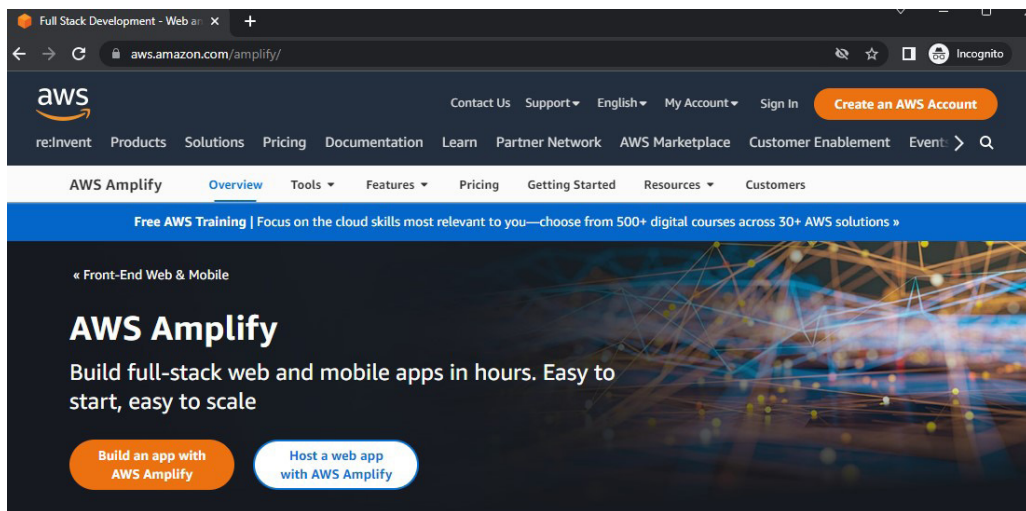 Full Stack Development - Web an
aws.amazon.com/amplify/
Incognito
aws
Contact Us Support English My Account Sign In Create an AWS Account
re:Invent Products Solutions Pricing Documentation Learn Partner Network AWS Marketplace Customer Enablement Events
AWS Amplify Overview Tools Features Pricing Getting Started Resources Customers
Free AWS Training | Focus on the cloud skills most relevant to you—choose from 500+ digital courses across 30+ AWS solutions »
« Front-End Web & Mobile
AWS Amplify
Build full-stack web and mobile apps in hours. Easy to
start, easy to scale
Build an app with
AWS Amplify
Host a web app
with AWS Amplify